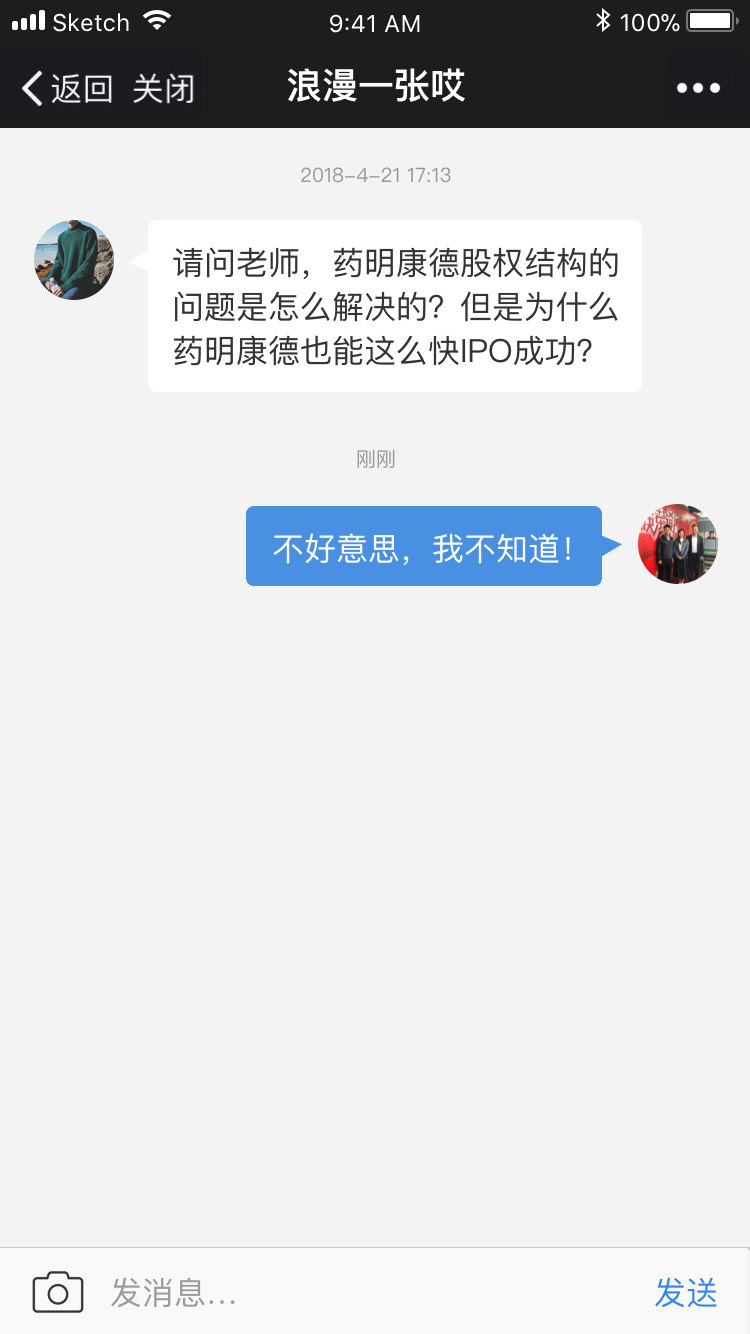 Sketch 9:41 AM 100%
返回 关闭 浪漫一张哎
2018-4-21 17:13
请问老师，药明康德股权结构的
问题是怎么解决的？但是为什么
药明康德也能这么快IPO成功？
刚刚
不好意思，我不知道！
发消息... 发送